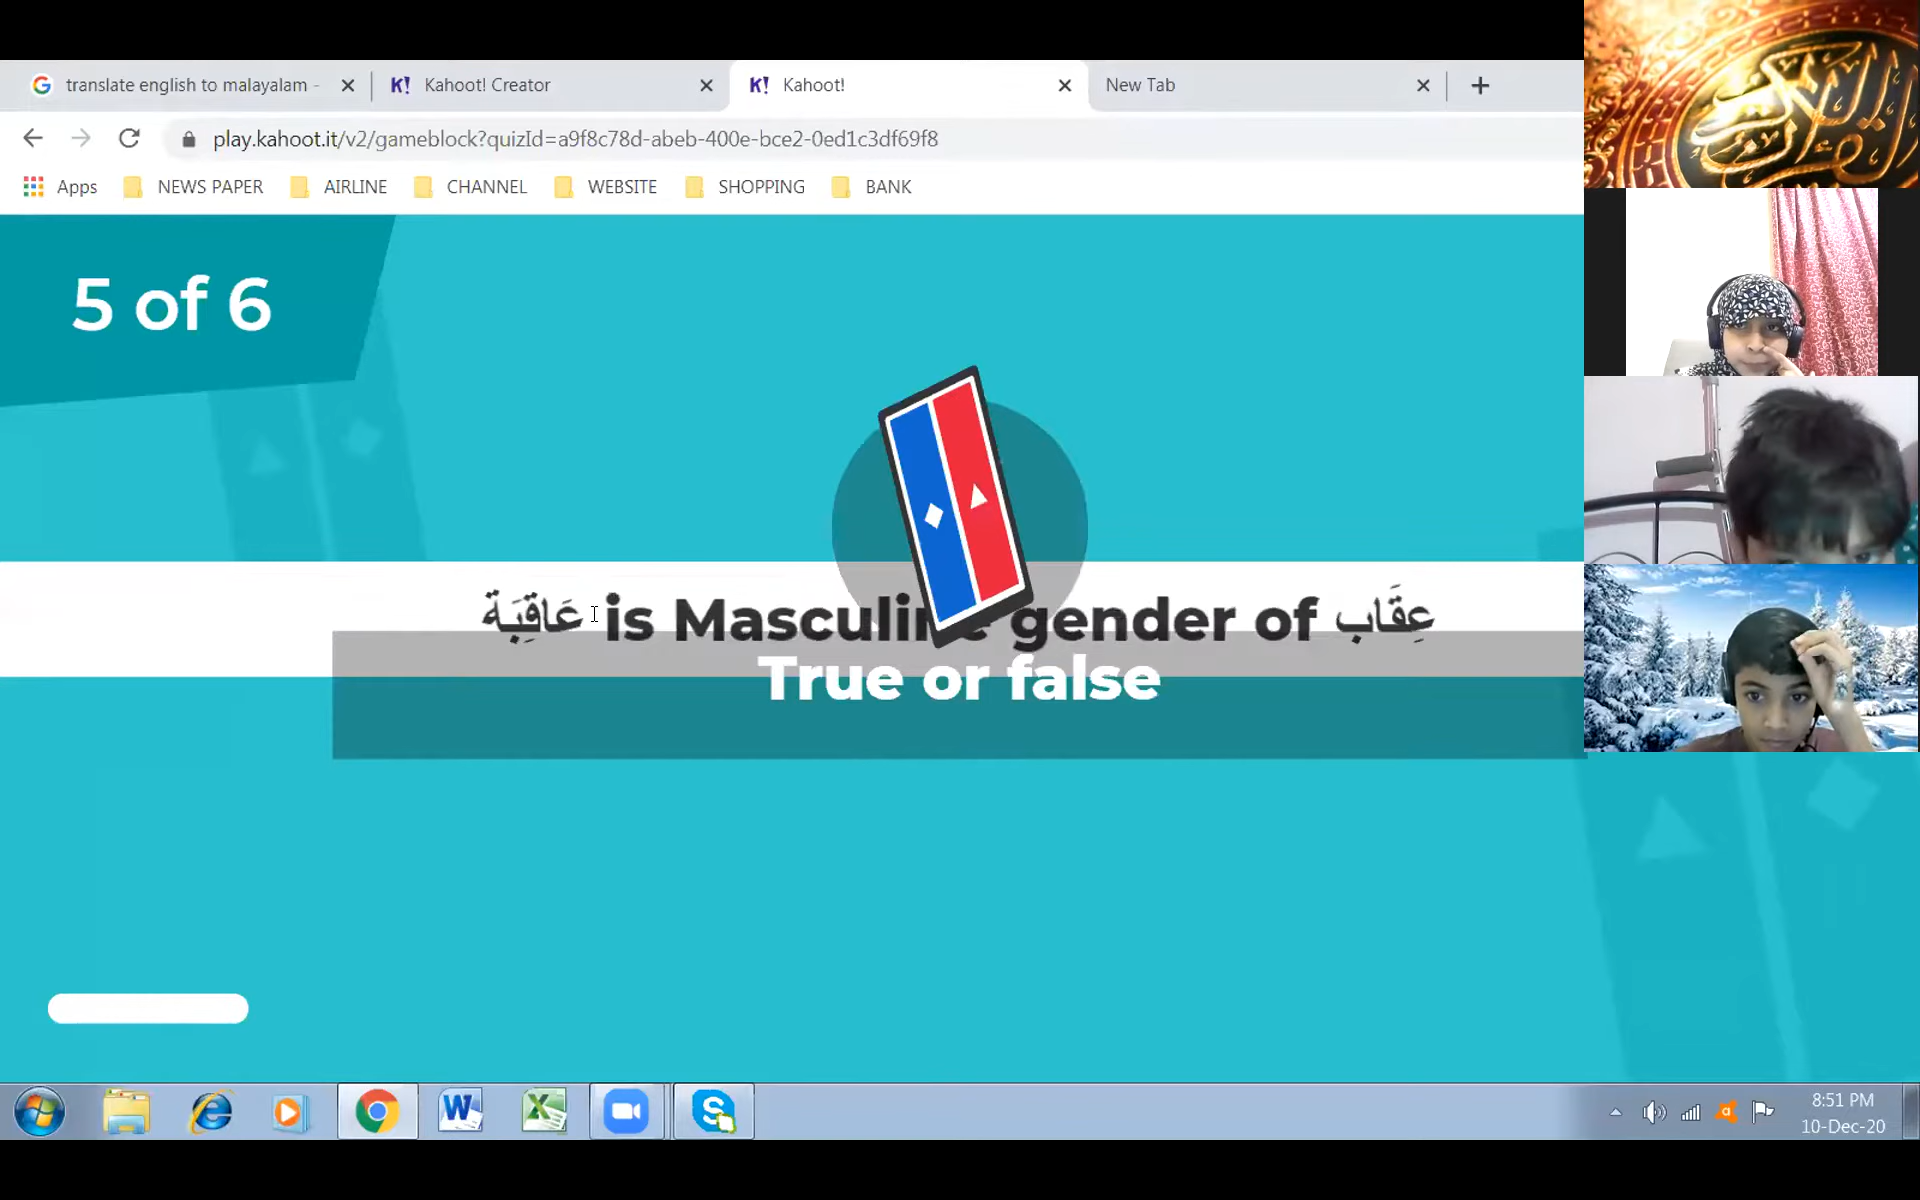 translate english to malayalam -
Kahoot! Creator
Kahoot!
New Tab
play.kahoot.it/v2/gameblock?quizId=a9f8c78d-abeb-400e-bce2-0ed1c3df69f8
Apps
NEWS PAPER
AIRLINE
CHANNEL
WEBSITE
SHOPPING
BANK
5 of 6
عَاقِبَة is Masculine gender of عِقَاب
True or false
8:51 PM
10-Dec-20